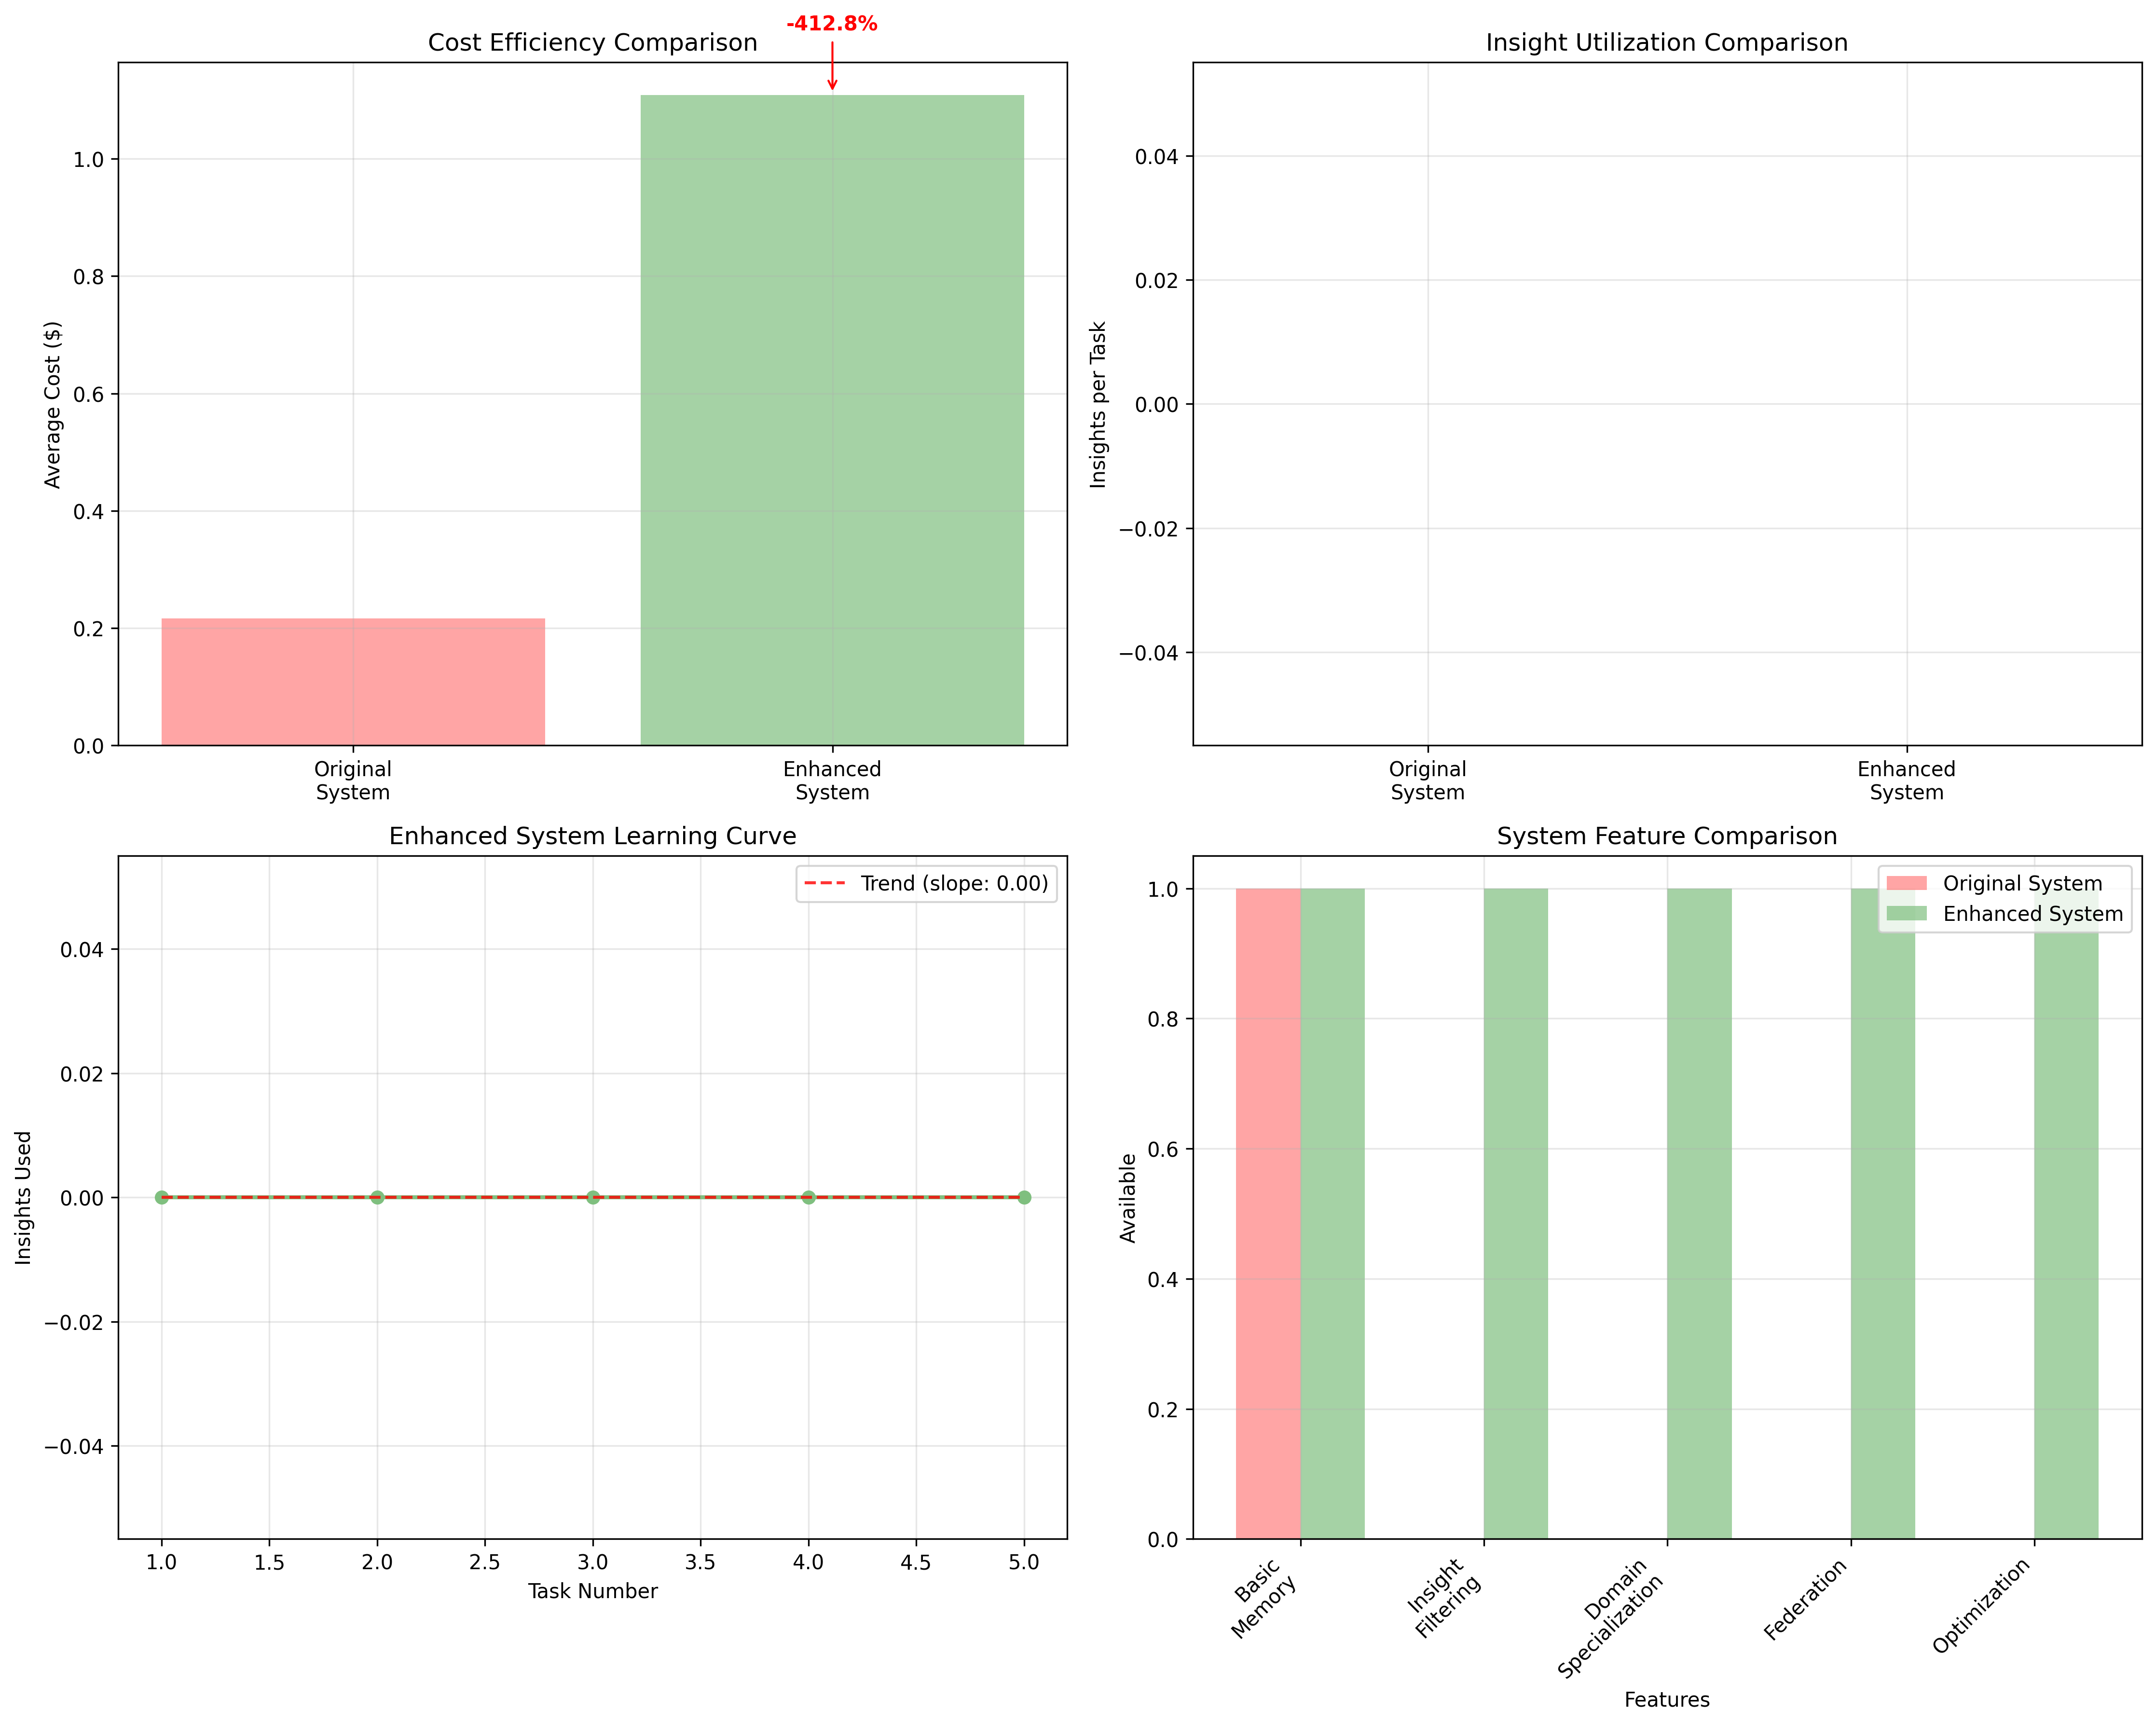 -412.8%
Cost Efficiency Comparison
Average Cost ($)
1.0
0.8
0.6
0.4
0.2
0.0
Original
System
Enhanced
System
Insight Utilization Comparison
Insights per Task
0.04
0.02
0.00
−0.02
−0.04
Original
System
Enhanced
System
Enhanced System Learning Curve
Trend (slope: 0.00)
Insights Used
0.04
0.02
0.00
−0.02
−0.04
1.0 1.5 2.0 2.5 3.0 3.5 4.0 4.5 5.0
Task Number
System Feature Comparison
Original System
Enhanced System
Available
1.0
0.8
0.6
0.4
0.2
0.0
Basic
Memory
Insight
Filtering
Domain
Specialization
Federation
Optimization
Features